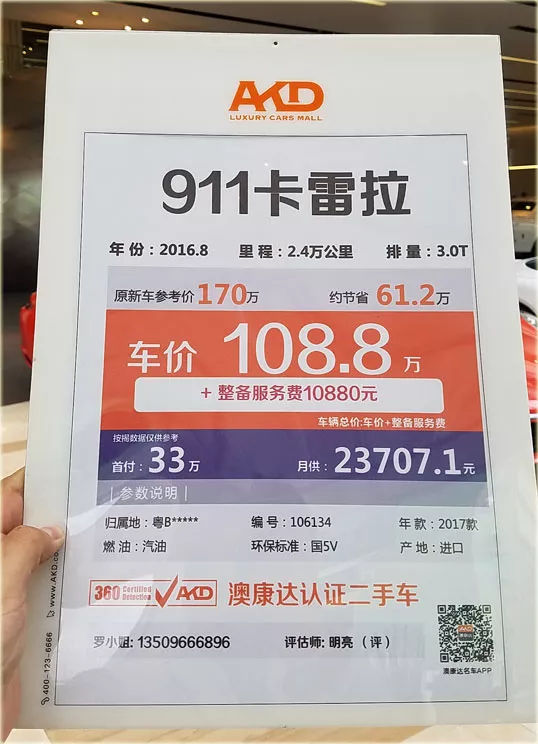 AKD
LUXURY CARS MALL
911卡雷拉
年份：2016.8 里程：2.4万公里 排量：3.0T
原新车参考价170万 约节省61.2万
车价108.8万
+整备服务费10880元
车辆总价:车价+整备服务费
按揭数据仅供参考
首付：33万 月供：23707.1元
|参数说明|
归属地：粤B***** 编号：106134 年款：2017款
燃油：汽油 环保标准：国5V 产地：进口
360 Certified Detection AKD 澳康达认证二手车
罗小姐: 13509666896 评估师: 明亮（评）
澳康达名车APP
400-123-6666 www.AKD.co